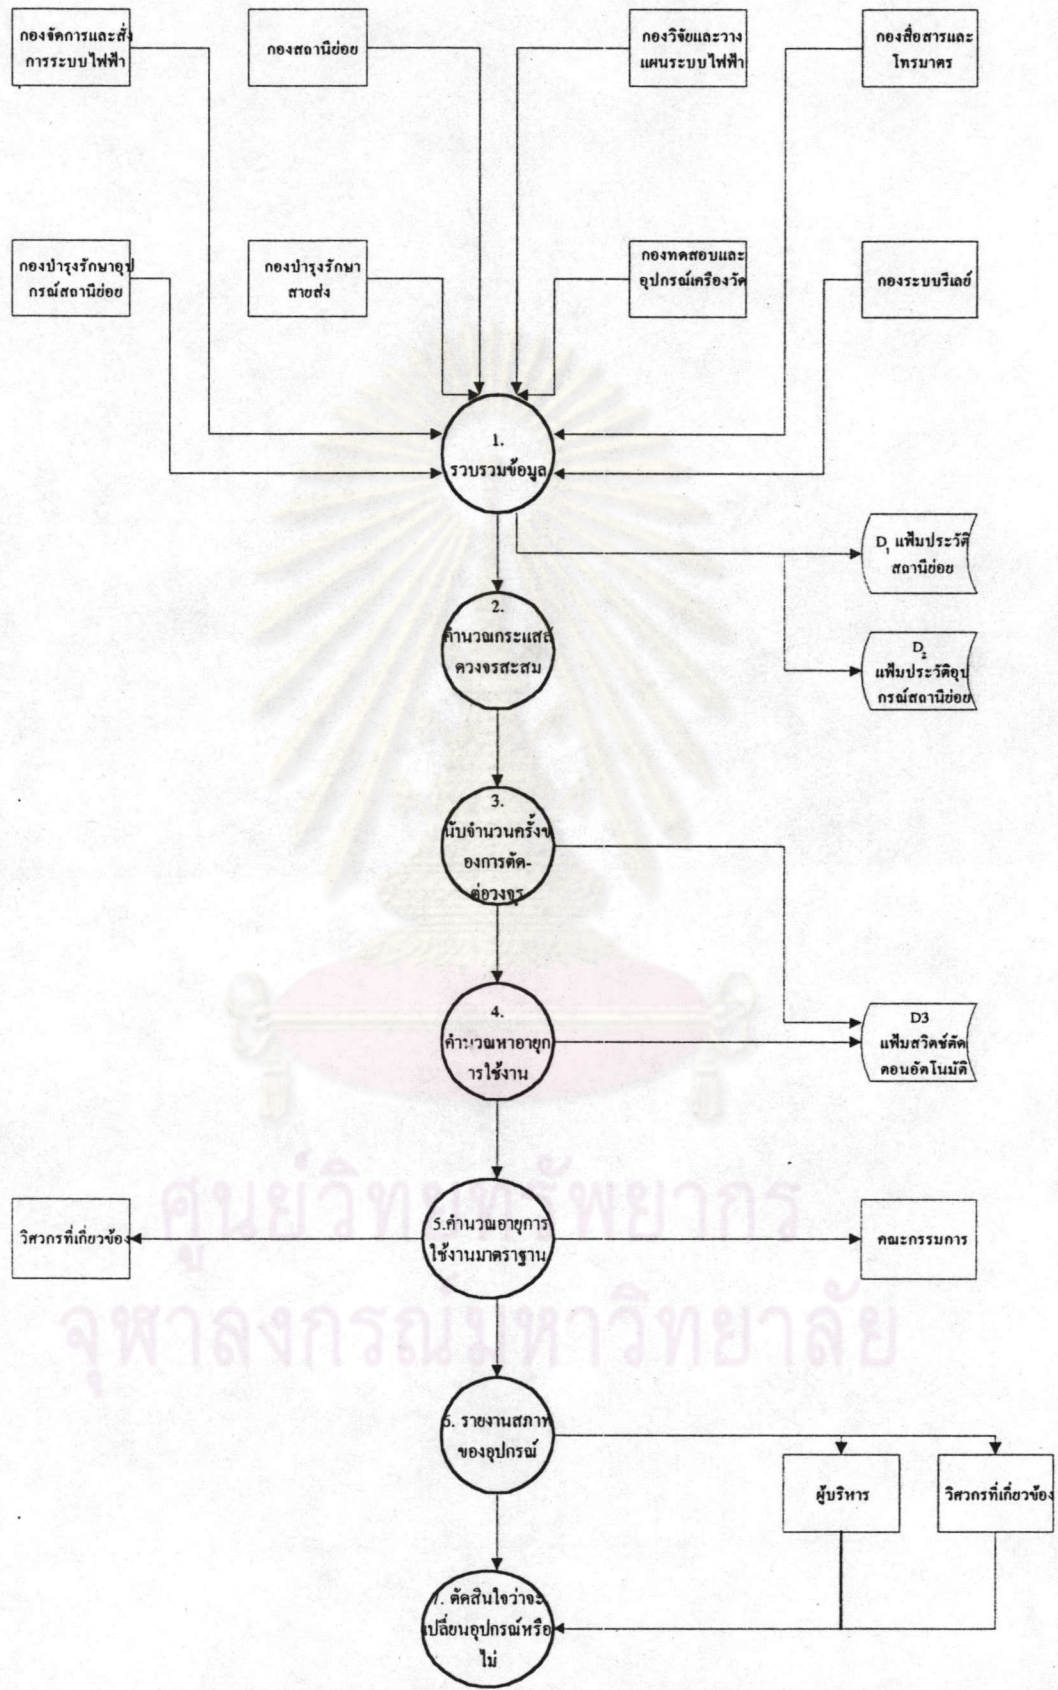 กองจัดการและสั่ง
การระบบไฟฟ้า
กองสถานีย่อย
กองวิจัยและวาง
แผนระบบไฟฟ้า
กองสื่อสารและ
โทรมาตร
กองบำรุงรักษาอุป
กรณ์สถานีย่อย
กองบำรุงรักษา
สายส่ง
กองทดสอบและ
อุปกรณ์เครื่องวัด
กองระบบรีเลย์
1.
รวบรวมข้อมูล
D1 แฟ้มประวัติ
สถานีย่อย
2.
คำนวณกระแสลั
ดวงจรสะสม
D2
แฟ้มประวัติอุป
กรณ์สถานีย่อย
3.
นับจำนวนครั้งข
องการตัด-
ต่อวงจร
4.
คำนวณหาอายุก
ารใช้งาน
D3
แฟ้มสวิตช์ตัด
ตอนอัตโนมัติ
วิศวกรที่เกี่ยวข้อง
5.คำนวณอายุการ
ใช้งานมาตราฐาน
คณะกรรมการ
ศูนย์วิทยทรัพยากร
จุฬาลงกรณ์มหาวิทยาลัย
6. รายงานสภาพ
ของอุปกรณ์
ผู้บริหาร
วิศวกรที่เกี่ยวข้อง
7. ตัดสินใจว่าจะ
เปลี่ยนอุปกรณ์หรือ
ไม่